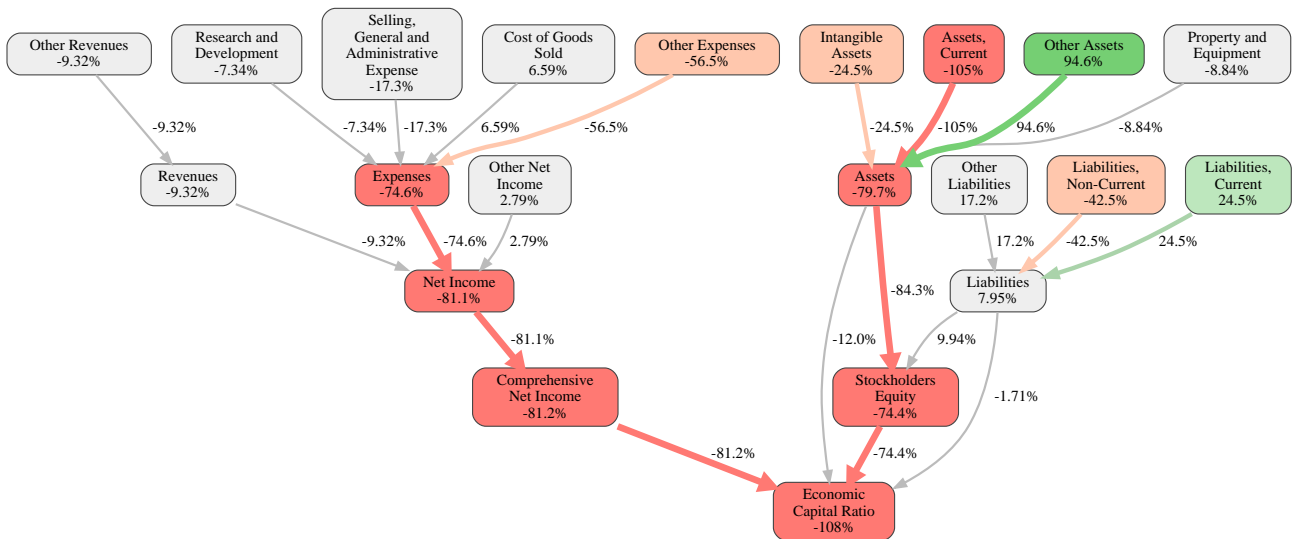 Other Revenues
-9.32%
Research and
Development
-7.34%
Selling,
General and
Administrative
Expense
-17.3%
Cost of Goods
Sold
6.59%
Other Expenses
-56.5%
Intangible
Assets
-24.5%
Assets,
Current
-105%
Other Assets
94.6%
Property and
Equipment
-8.84%
-9.32%
-7.34%
-17.3%
6.59%
-56.5%
-24.5%
-105%
94.6%
-8.84%
Revenues
-9.32%
Expenses
-74.6%
Other Net
Income
2.79%
Assets
-79.7%
Other
Liabilities
17.2%
Liabilities,
Non-Current
-42.5%
Liabilities,
Current
24.5%
-9.32%
-74.6%
2.79%
17.2%
-42.5%
24.5%
Net Income
-81.1%
-84.3%
Liabilities
7.95%
-81.1%
-12.0%
9.94%
Comprehensive
Net Income
-81.2%
Stockholders
Equity
-74.4%
-1.71%
-81.2%
-74.4%
Economic
Capital Ratio
-108%